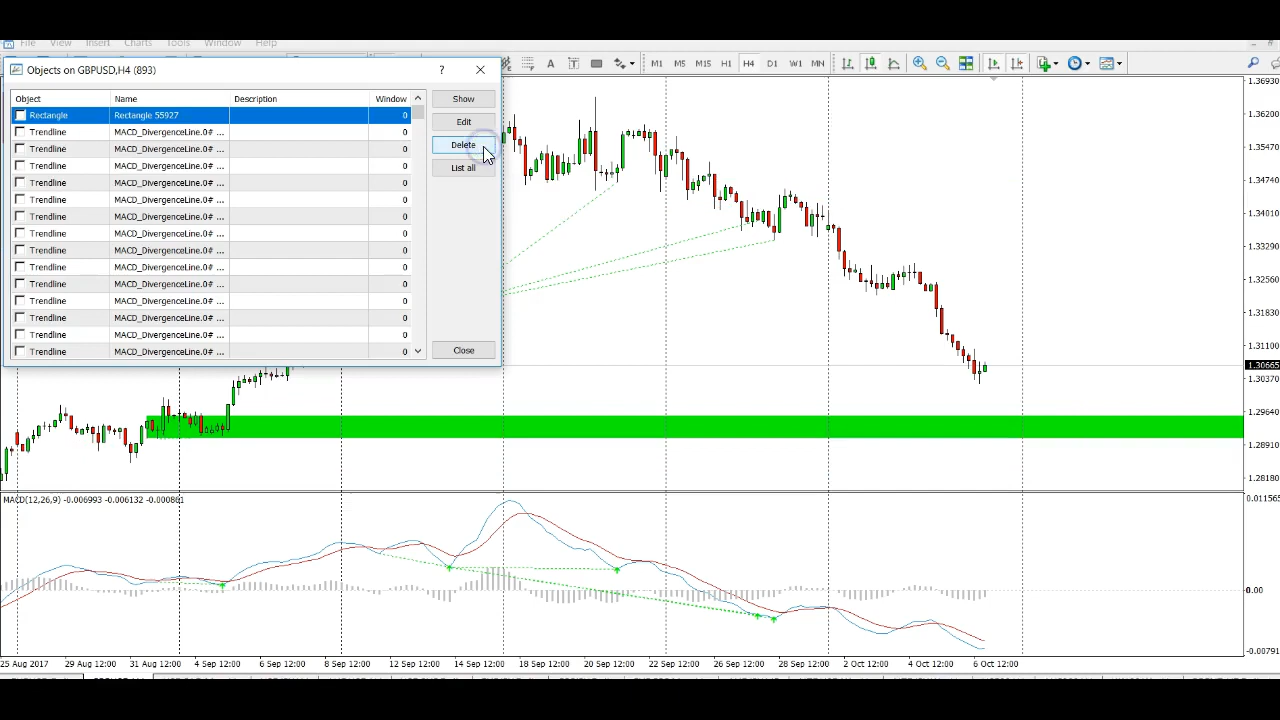 File View Insert Charts Tools Window Help
Objects on GBPUSD,H4 (893) ?
M1 M5 M15 H1 H4 D1 W1 MN
Object Name Description Window
Rectangle Rectangle 55927 0
Trendline MACD_DivergenceLine.0# ... 0
Trendline MACD_DivergenceLine.0# ... 0
Trendline MACD_DivergenceLine.0# ... 0
Trendline MACD_DivergenceLine.0# ... 0
Trendline MACD_DivergenceLine.0# ... 0
Trendline MACD_DivergenceLine.0# ... 0
Trendline MACD_DivergenceLine.0# ... 0
Trendline MACD_DivergenceLine.0# ... 0
Trendline MACD_DivergenceLine.0# ... 0
Trendline MACD_DivergenceLine.0# ... 0
Trendline MACD_DivergenceLine.0# ... 0
Trendline MACD_DivergenceLine.0# ... 0
Trendline MACD_DivergenceLine.0# ... 0
Trendline MACD_DivergenceLine.0# ... 0
Show
Edit
Delete
List all
Close
1.36930
1.36200
1.35470
1.34740
1.34010
1.33290
1.32560
1.31830
1.31100
1.30665
1.30370
1.29640
1.28910
1.28180
MACD(12,26,9) -0.006993 -0.006132 -0.000861
0.011565
0.00
-0.00791
25 Aug 2017 29 Aug 12:00 31 Aug 12:00 4 Sep 12:00 6 Sep 12:00 8 Sep 12:00 12 Sep 12:00 14 Sep 12:00 18 Sep 12:00 20 Sep 12:00 22 Sep 12:00 26 Sep 12:00 28 Sep 12:00 2 Oct 12:00 4 Oct 12:00 6 Oct 12:00